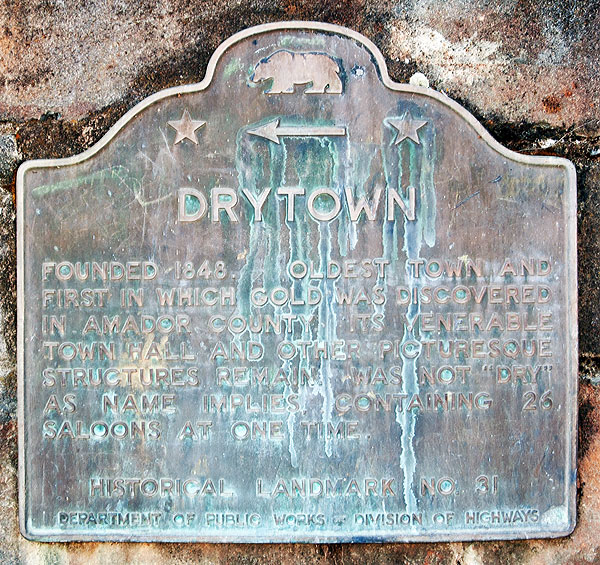 DRYTOWN
FOUNDED 1848. OLDEST TOWN AND
FIRST IN WHICH GOLD WAS DISCOVERED
IN AMADOR COUNTY. ITS VENERABLE
TOWN HALL AND OTHER PICTURESQUE
STRUCTURES REMAIN. WAS NOT "DRY"
AS NAME IMPLIES, CONTAINING 26
SALOONS AT ONE TIME.
HISTORICAL LANDMARK NO. 31
DEPARTMENT OF PUBLIC WORKS - DIVISION OF HIGHWAYS